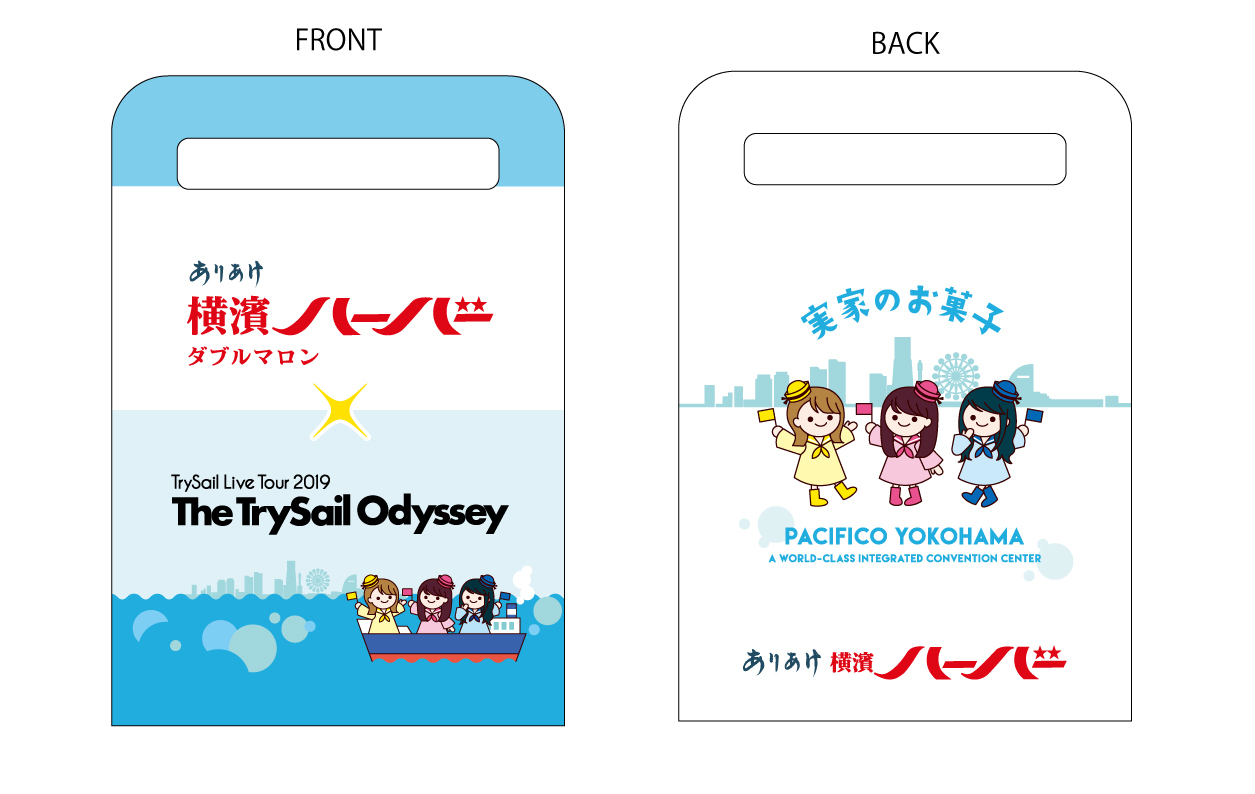 FRONT
ありあけ
横濱ハーバー
ダブルマロン
TrySail Live Tour 2019
The TrySail Odyssey
BACK
実家のお菓子
PACIFICO YOKOHAMA
A WORLD-CLASS INTEGRATED CONVENTION CENTER
ありあけ 横濱ハーバー